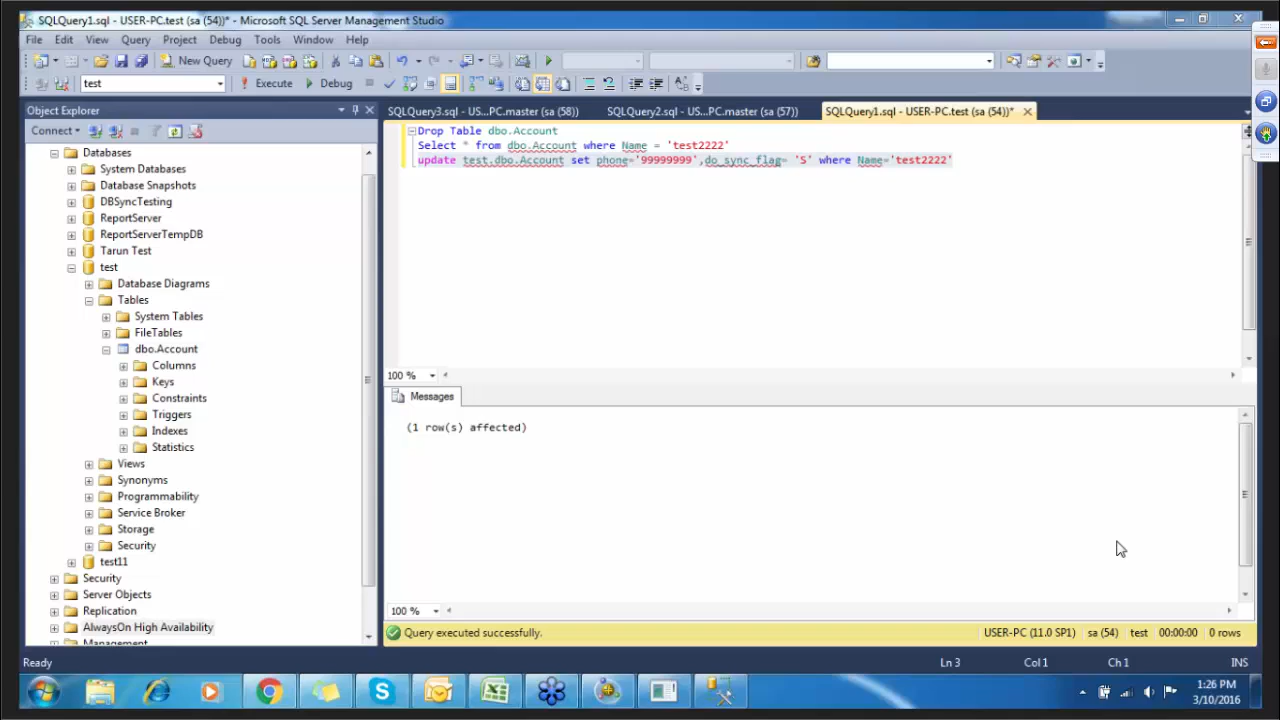 SQLQuery1.sql - USER-PC.test (sa (54))* - Microsoft SQL Server Management Studio
File Edit View Query Project Debug Tools Window Help
New Query
test
Execute
Debug
Object Explorer
Connect
Databases
System Databases
Database Snapshots
DBSyncTesting
ReportServer
ReportServerTempDB
Tarun Test
test
Database Diagrams
Tables
System Tables
FileTables
dbo.Account
Columns
Keys
Constraints
Triggers
Indexes
Statistics
Views
Synonyms
Programmability
Service Broker
Storage
Security
test11
Security
Server Objects
Replication
AlwaysOn High Availability
Management
SQLQuery3.sql - US...PC.master (sa (58)) SQLQuery2.sql - US...PC.master (sa (57)) SQLQuery1.sql - USER-PC.test (sa (54))*
Drop Table dbo.Account
Select * from dbo.Account where Name = 'test2222'
update test.dbo.Account set phone='99999999',do_sync_flag= 'S' where Name='test2222'
100 %
Messages
(1 row(s) affected)
100 %
Query executed successfully. USER-PC (11.0 SP1) sa (54) test 00:00:00 0 rows
Ready Ln 3 Col 1 Ch 1 INS
1:26 PM
3/10/2016